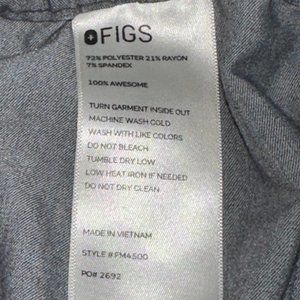 FIGS
72% POLYESTER 21% RAYON
7% SPANDEX
100% AWESOME
TURN GARMENT INSIDE OUT
MACHINE WASH COLD
WASH WITH LIKE COLORS
DO NOT BLEACH
TUMBLE DRY LOW
LOW HEAT IRON IF NEEDED
DO NOT DRY CLEAN
MADE IN VIETNAM
STYLE # FM4500
PO# 2692